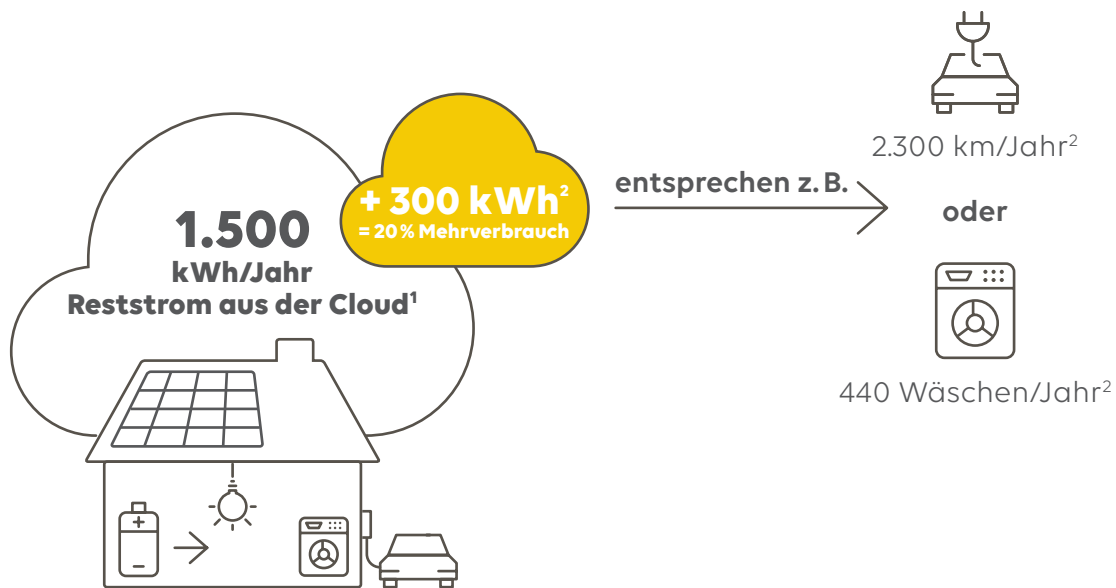 1.500
kWh/Jahr
Reststrom aus der Cloud¹
+ 300 kWh²
= 20% Mehrverbrauch
entsprechen z. B.
2.300 km/Jahr²
oder
440 Wäschen/Jahr²
+
–